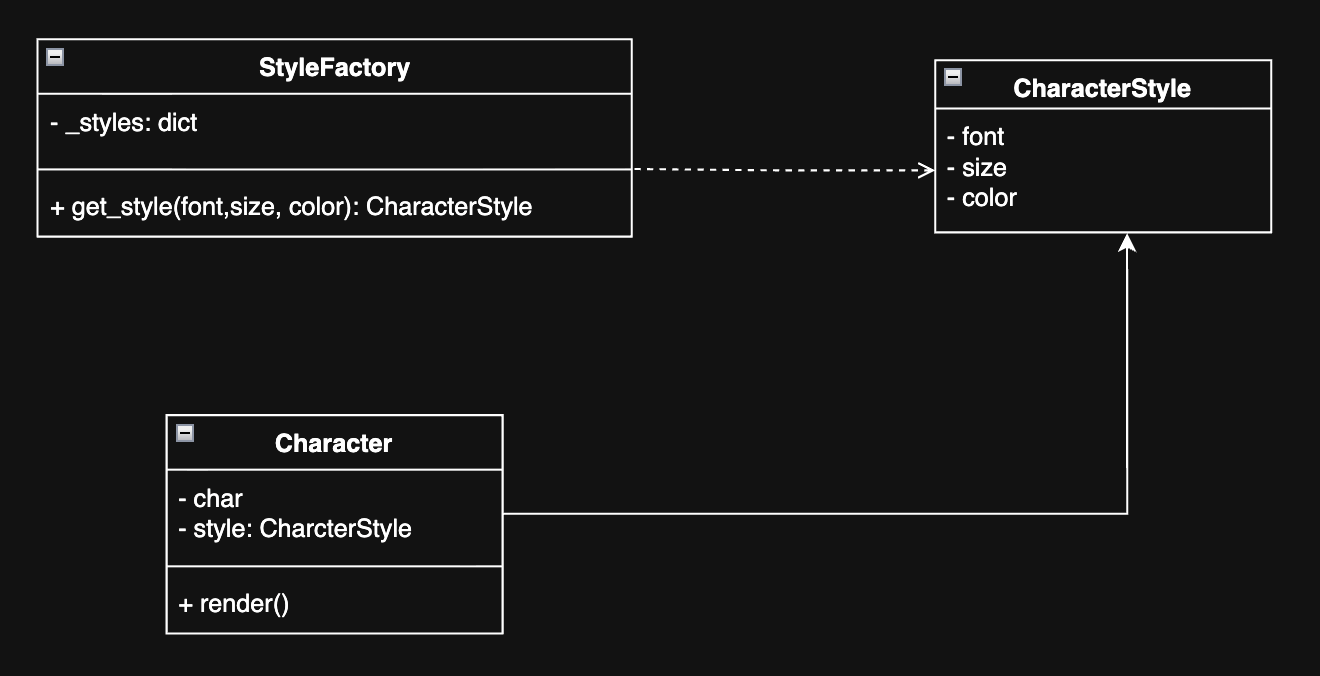 StyleFactory
- _styles: dict
+ get_style(font,size, color): CharacterStyle
CharacterStyle
- font
- size
- color
Character
- char
- style: CharcterStyle
+ render()